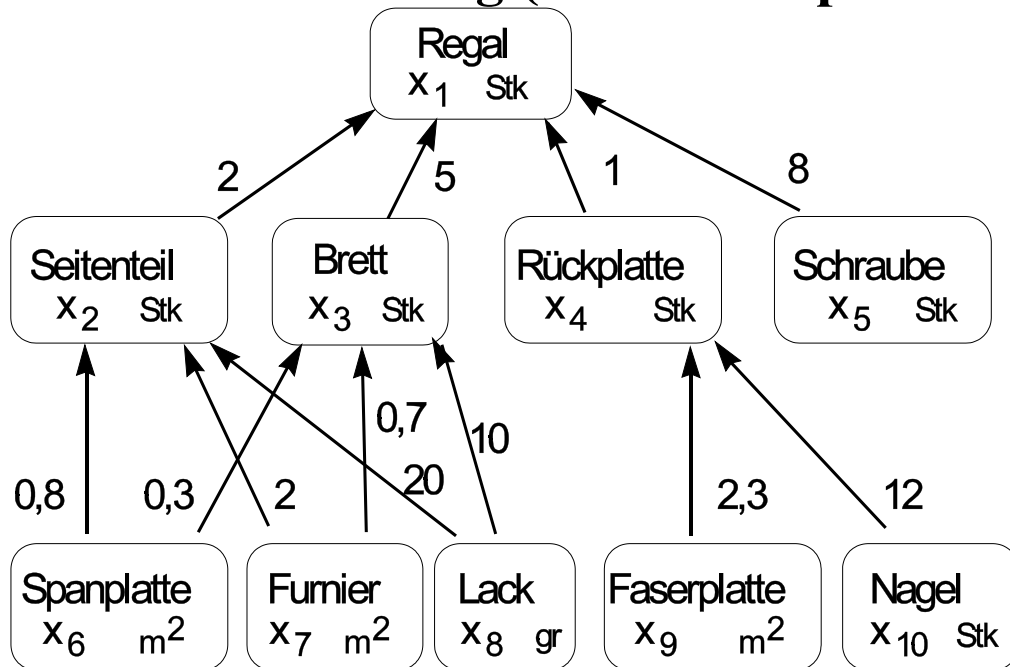 Regal
x1 Stk
2
5
1
8
Seitenteil
x2 Stk
Brett
x3 Stk
Rückplatte
x4 Stk
Schraube
x5 Stk
0,8
0,3
2
0,7
20
10
2,3
12
Spanplatte
x6 m²
Furnier
x7 m²
Lack
x8 gr
Faserplatte
x9 m²
Nagel
x10 Stk